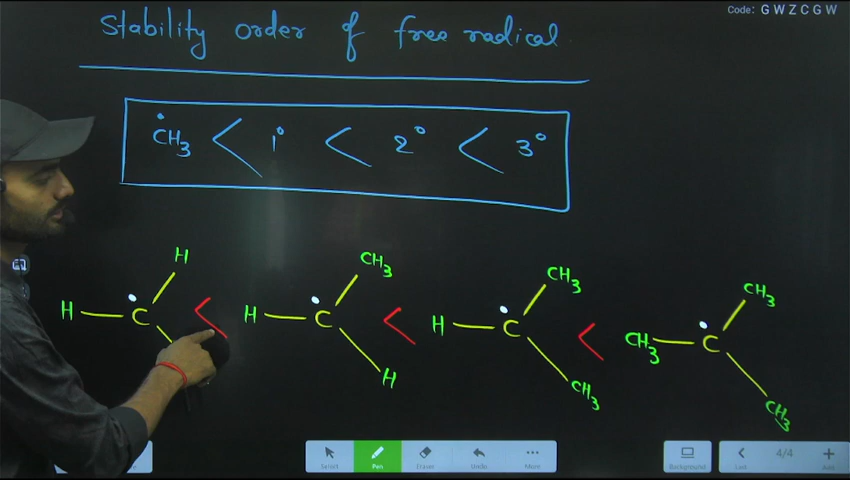 Code: G W Z C G W
Stability order of free radical
ĊH₃ < 1° < 2° < 3°
H CH₃ CH₃ CH₃
H C < H C < H C < CH₃ C
H CH₃ CH₃
Select Pen Eraser Undo More Background Last 4/4 Add